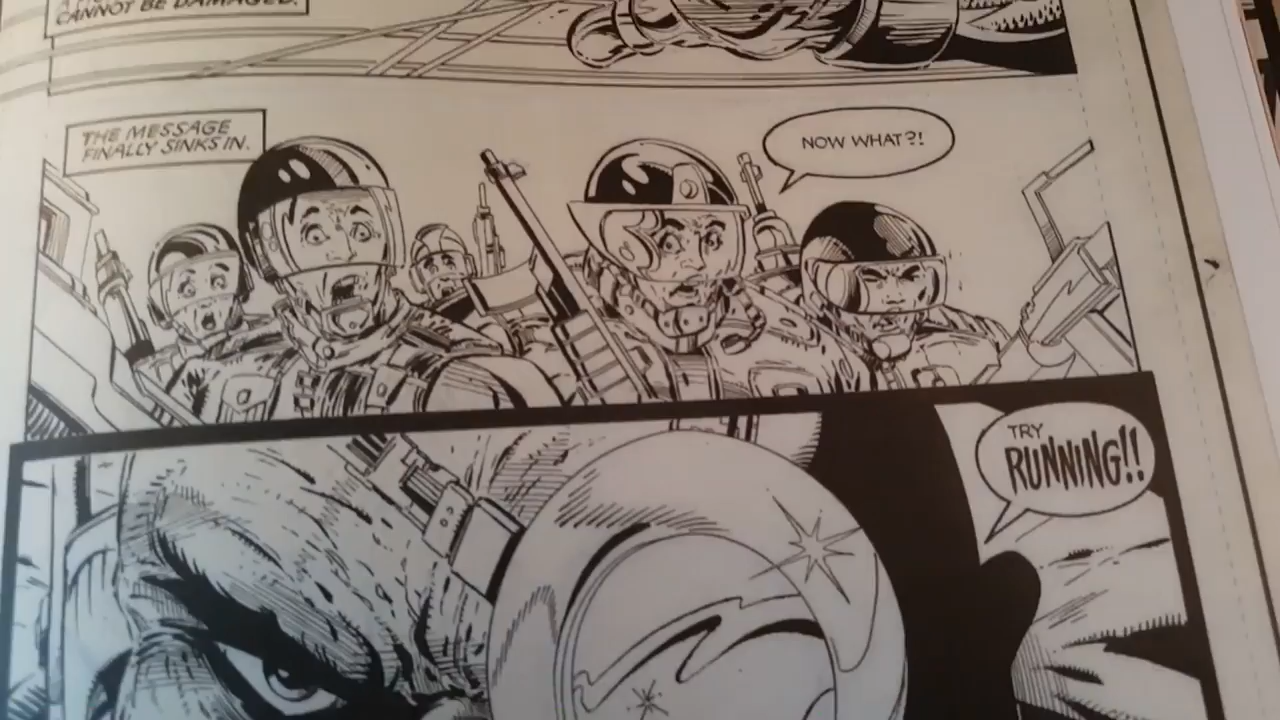 CANNOT BE DAMAGED.
THE MESSAGE
FINALLY SINKS IN.
NOW WHAT?!
TRY
RUNNING!!